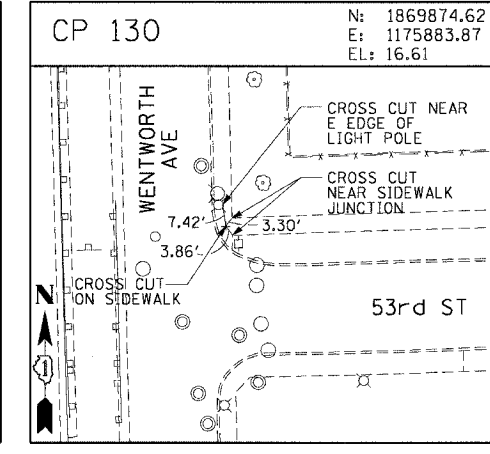 CP 130
N: 1869874.62
E: 1175883.87
EL: 16.61
WENTWORTH
AVE
CROSS CUT NEAR
E EDGE OF
LIGHT POLE
CROSS CUT
NEAR SIDEWALK
JUNCTION
7.42'
3.30'
3.86'
CROSS CUT
ON SIDEWALK
53rd ST
N
1